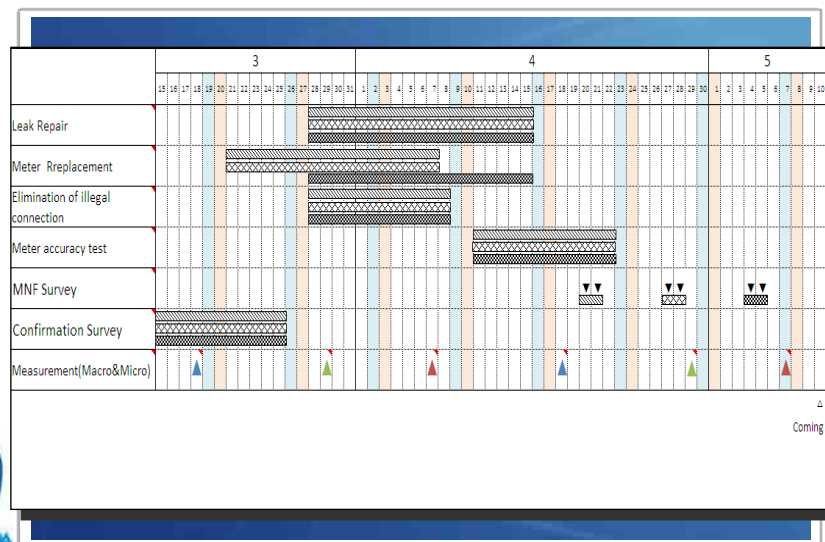 3 4 5
15 16 17 18 19 20 21 22 23 24 25 26 27 28 29 30 31 1 2 3 4 5 6 7 8 9 10 11 12 13 14 15 16 17 18 19 20 21 22 23 24 25 26 27 28 29 30 1 2 3 4 5 6 7 8 9 10
Leak Repair
Meter Rreplacement
Elimination of illegal
connection
Meter accuracy test
MNF Survey
Confirmation Survey
Measurement(Macro&Micro)
Coming